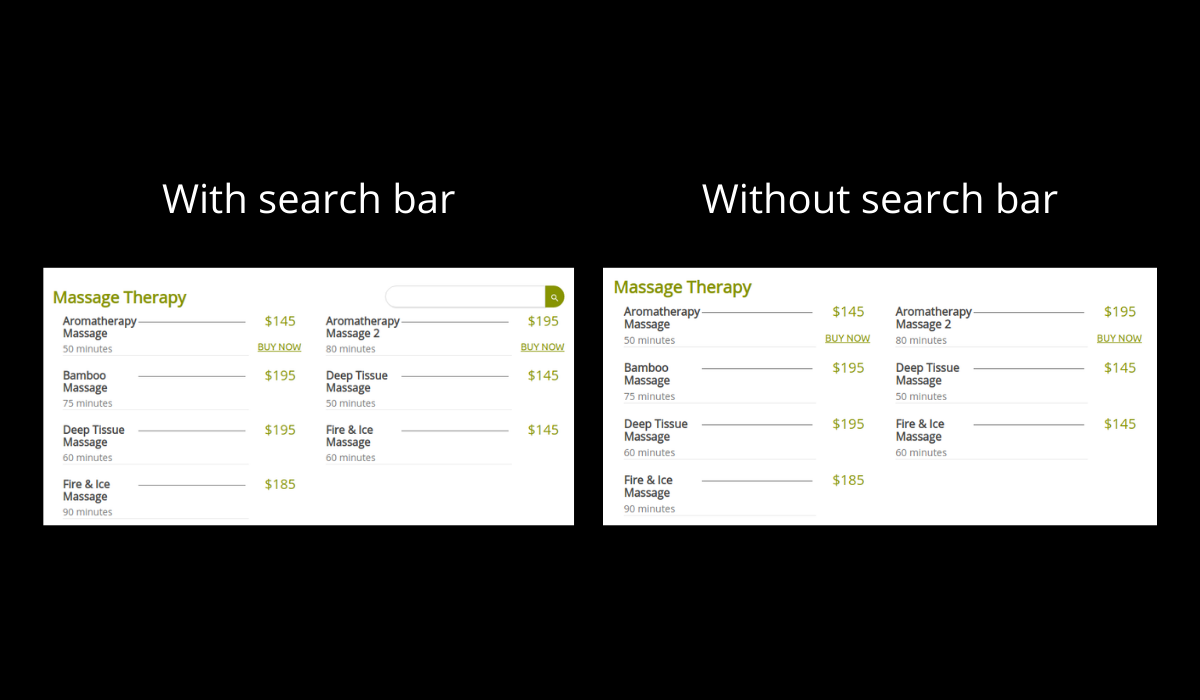 With search bar
Massage Therapy
Aromatherapy Massage
$145
50 minutes
BUY NOW
Aromatherapy Massage 2
$195
80 minutes
BUY NOW
Bamboo Massage
$195
75 minutes
Deep Tissue Massage
$145
50 minutes
Deep Tissue Massage
$195
60 minutes
Fire & Ice Massage
$145
60 minutes
Fire & Ice Massage
$185
90 minutes
Without search bar
Massage Therapy
Aromatherapy Massage
$145
50 minutes
BUY NOW
Aromatherapy Massage 2
$195
80 minutes
BUY NOW
Bamboo Massage
$195
75 minutes
Deep Tissue Massage
$145
50 minutes
Deep Tissue Massage
$195
60 minutes
Fire & Ice Massage
$145
60 minutes
Fire & Ice Massage
$185
90 minutes